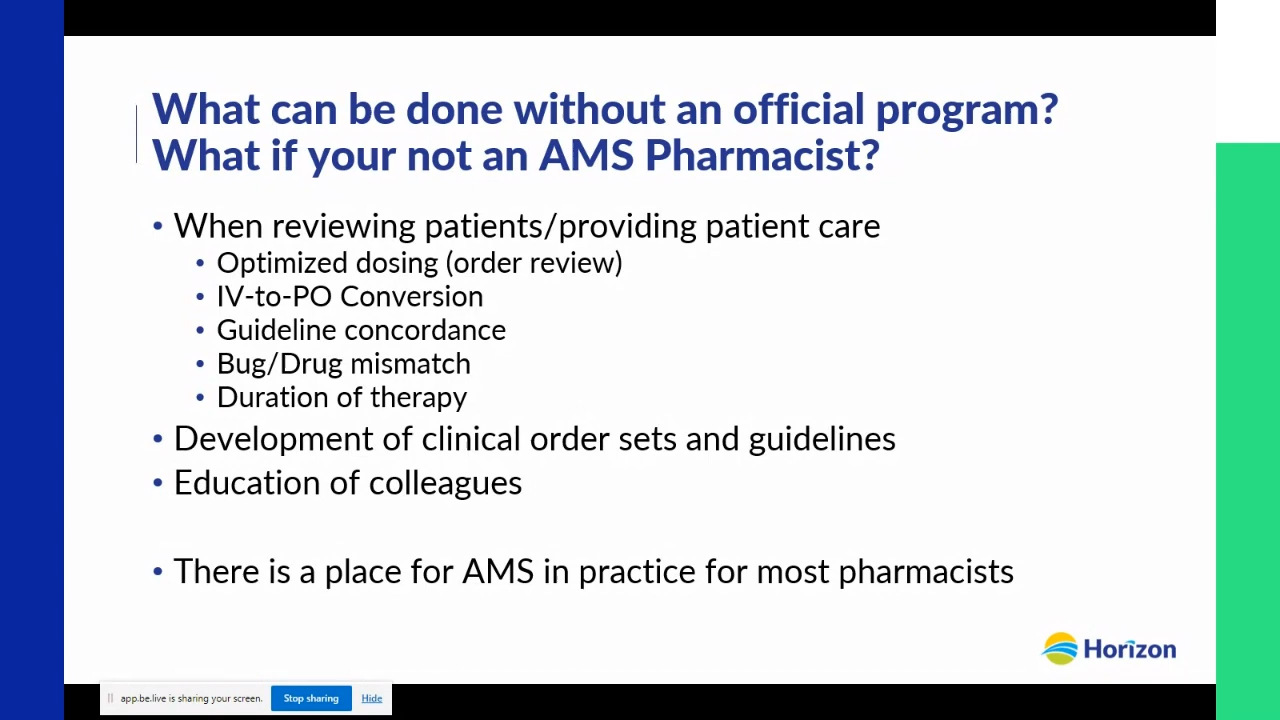 What can be done without an official program?
What if your not an AMS Pharmacist?
• When reviewing patients/providing patient care
• Optimized dosing (order review)
• IV-to-PO Conversion
• Guideline concordance
• Bug/Drug mismatch
• Duration of therapy
• Development of clinical order sets and guidelines
• Education of colleagues
• There is a place for AMS in practice for most pharmacists
Horizon
app.be.live is sharing your screen. Stop sharing Hide